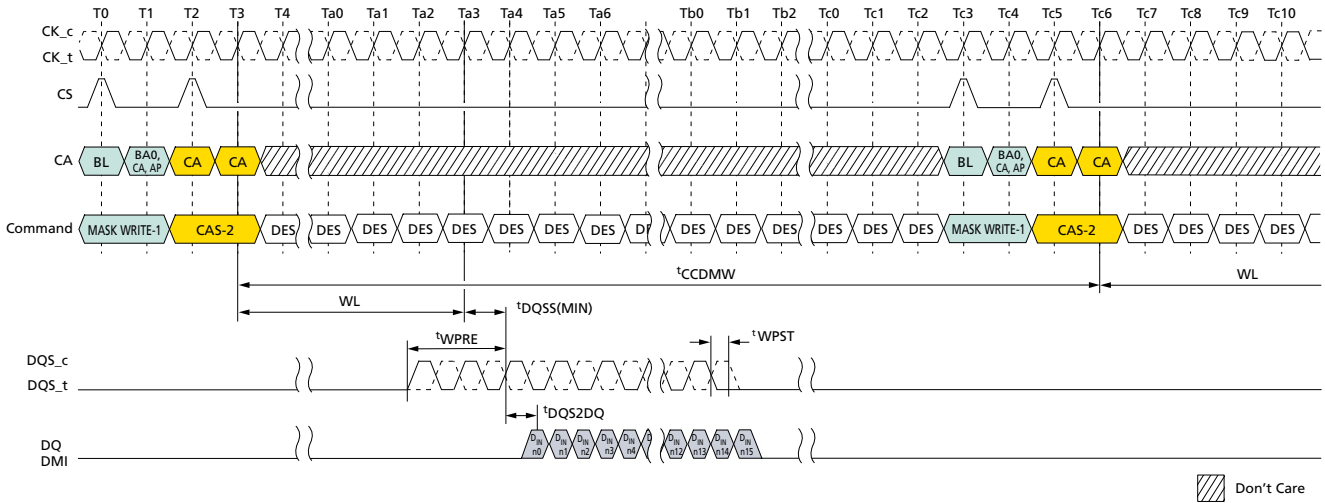 T0 T1 T2 T3 T4 Ta0 Ta1 Ta2 Ta3 Ta4 Ta5 Ta6 Tb0 Tb1 Tb2 Tc0 Tc1 Tc2 Tc3 Tc4 Tc5 Tc6 Tc7 Tc8 Tc9 Tc10
CK_c
CK_t
CS
CA BL BA0, CA, AP CA CA BL BA0, CA, AP CA CA
Command MASK WRITE-1 CAS-2 DES DES DES DES DES DES DES DES DES DES DES DES DES DES MASK WRITE-1 CAS-2 DES DES DES DES
tCCDMW WL
WL tDQSS(MIN)
tWPRE tWPST
DQS_c
DQS_t
tDQS2DQ
DQ DIN n0 DIN n1 DIN n2 DIN n3 DIN n4 DIN n12 DIN n13 DIN n14 DIN n15
DMI
Don't Care